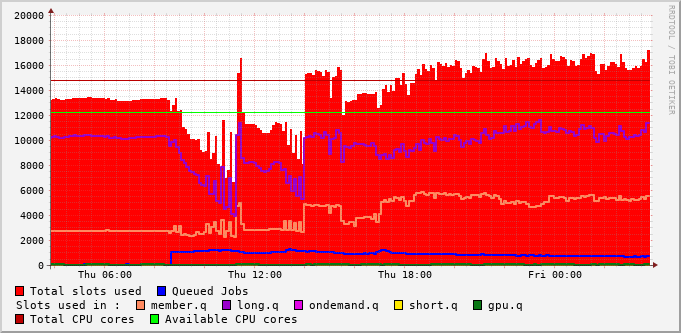 20000
18000
16000
14000
12000
10000
8000
6000
4000
2000
0
Thu 06:00 Thu 12:00 Thu 18:00 Fri 00:00
RRDTOOL / TOBI OETIKER
Total slots used Queued Jobs
Slots used in : member.q long.q ondemand.q short.q gpu.q
Total CPU cores Available CPU cores